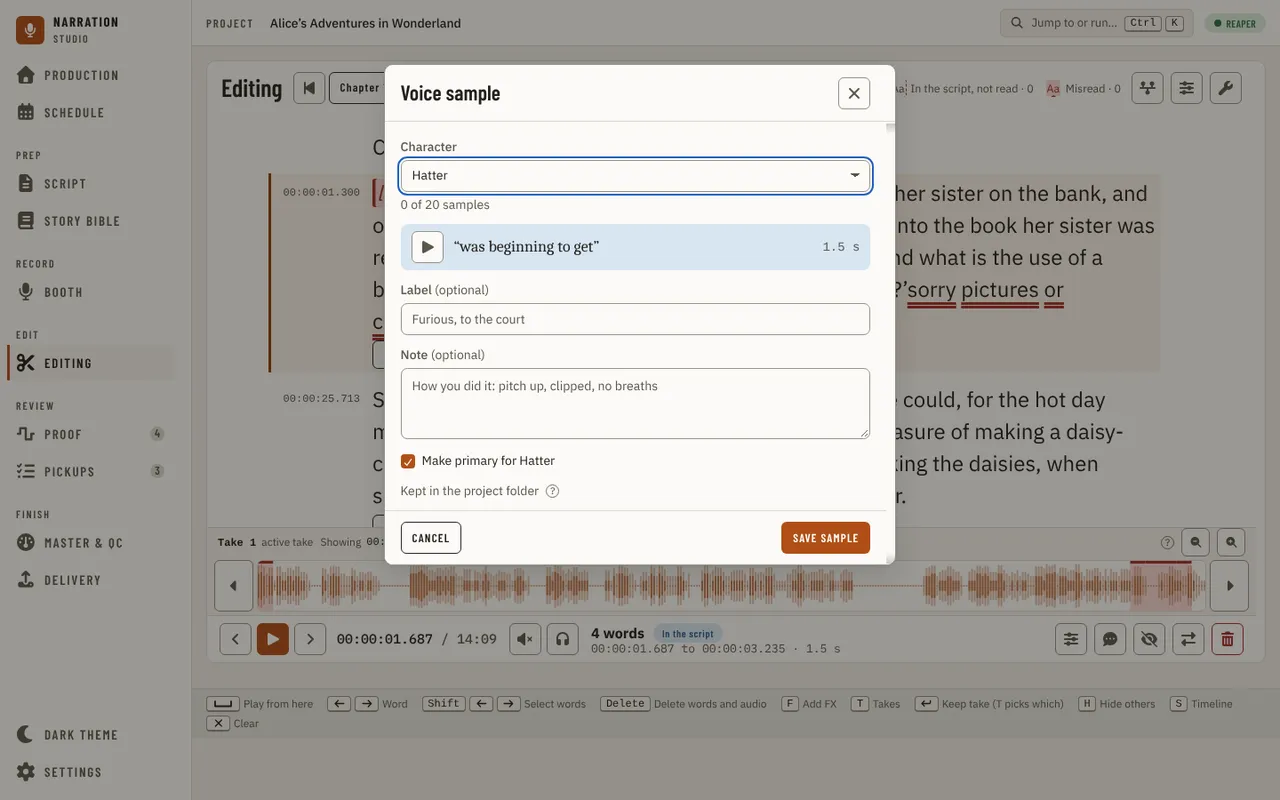 NARRATION
STUDIO
PRODUCTION
SCHEDULE
PREP
SCRIPT
STORY BIBLE
RECORD
BOOTH
EDIT
EDITING
REVIEW
PROOF 4
PICKUPS 3
FINISH
MASTER & QC
DELIVERY
DARK THEME
SETTINGS
PROJECT Alice's Adventures in Wonderland
Jump to or run... Ctrl K
REAPER
Editing
Chapter
In the script, not read · 0 Aa Misread · 0
00:00:01.300
her sister on the bank, and
nto the book her sister was
nd what is the use of a
?’sorry pictures or
00:00:25.713
could, for the hot day
asure of making a daisy-
king the daisies, when
r.
Voice sample
Character
Hatter
0 of 20 samples
“was beginning to get” 1.5 s
Label (optional)
Furious, to the court
Note (optional)
How you did it: pitch up, clipped, no breaths
Make primary for Hatter
Kept in the project folder ?
CANCEL
SAVE SAMPLE
Take 1 active take Showing 00: ?
00:00:01.687 / 14:09
4 words In the script
00:00:01.687 to 00:00:03.235 · 1.5 s
Play from here ← → Word Shift ← → Select words Delete Delete words and audio F Add FX T Takes ↵ Keep take (T picks which) H Hide others S Timeline
X Clear